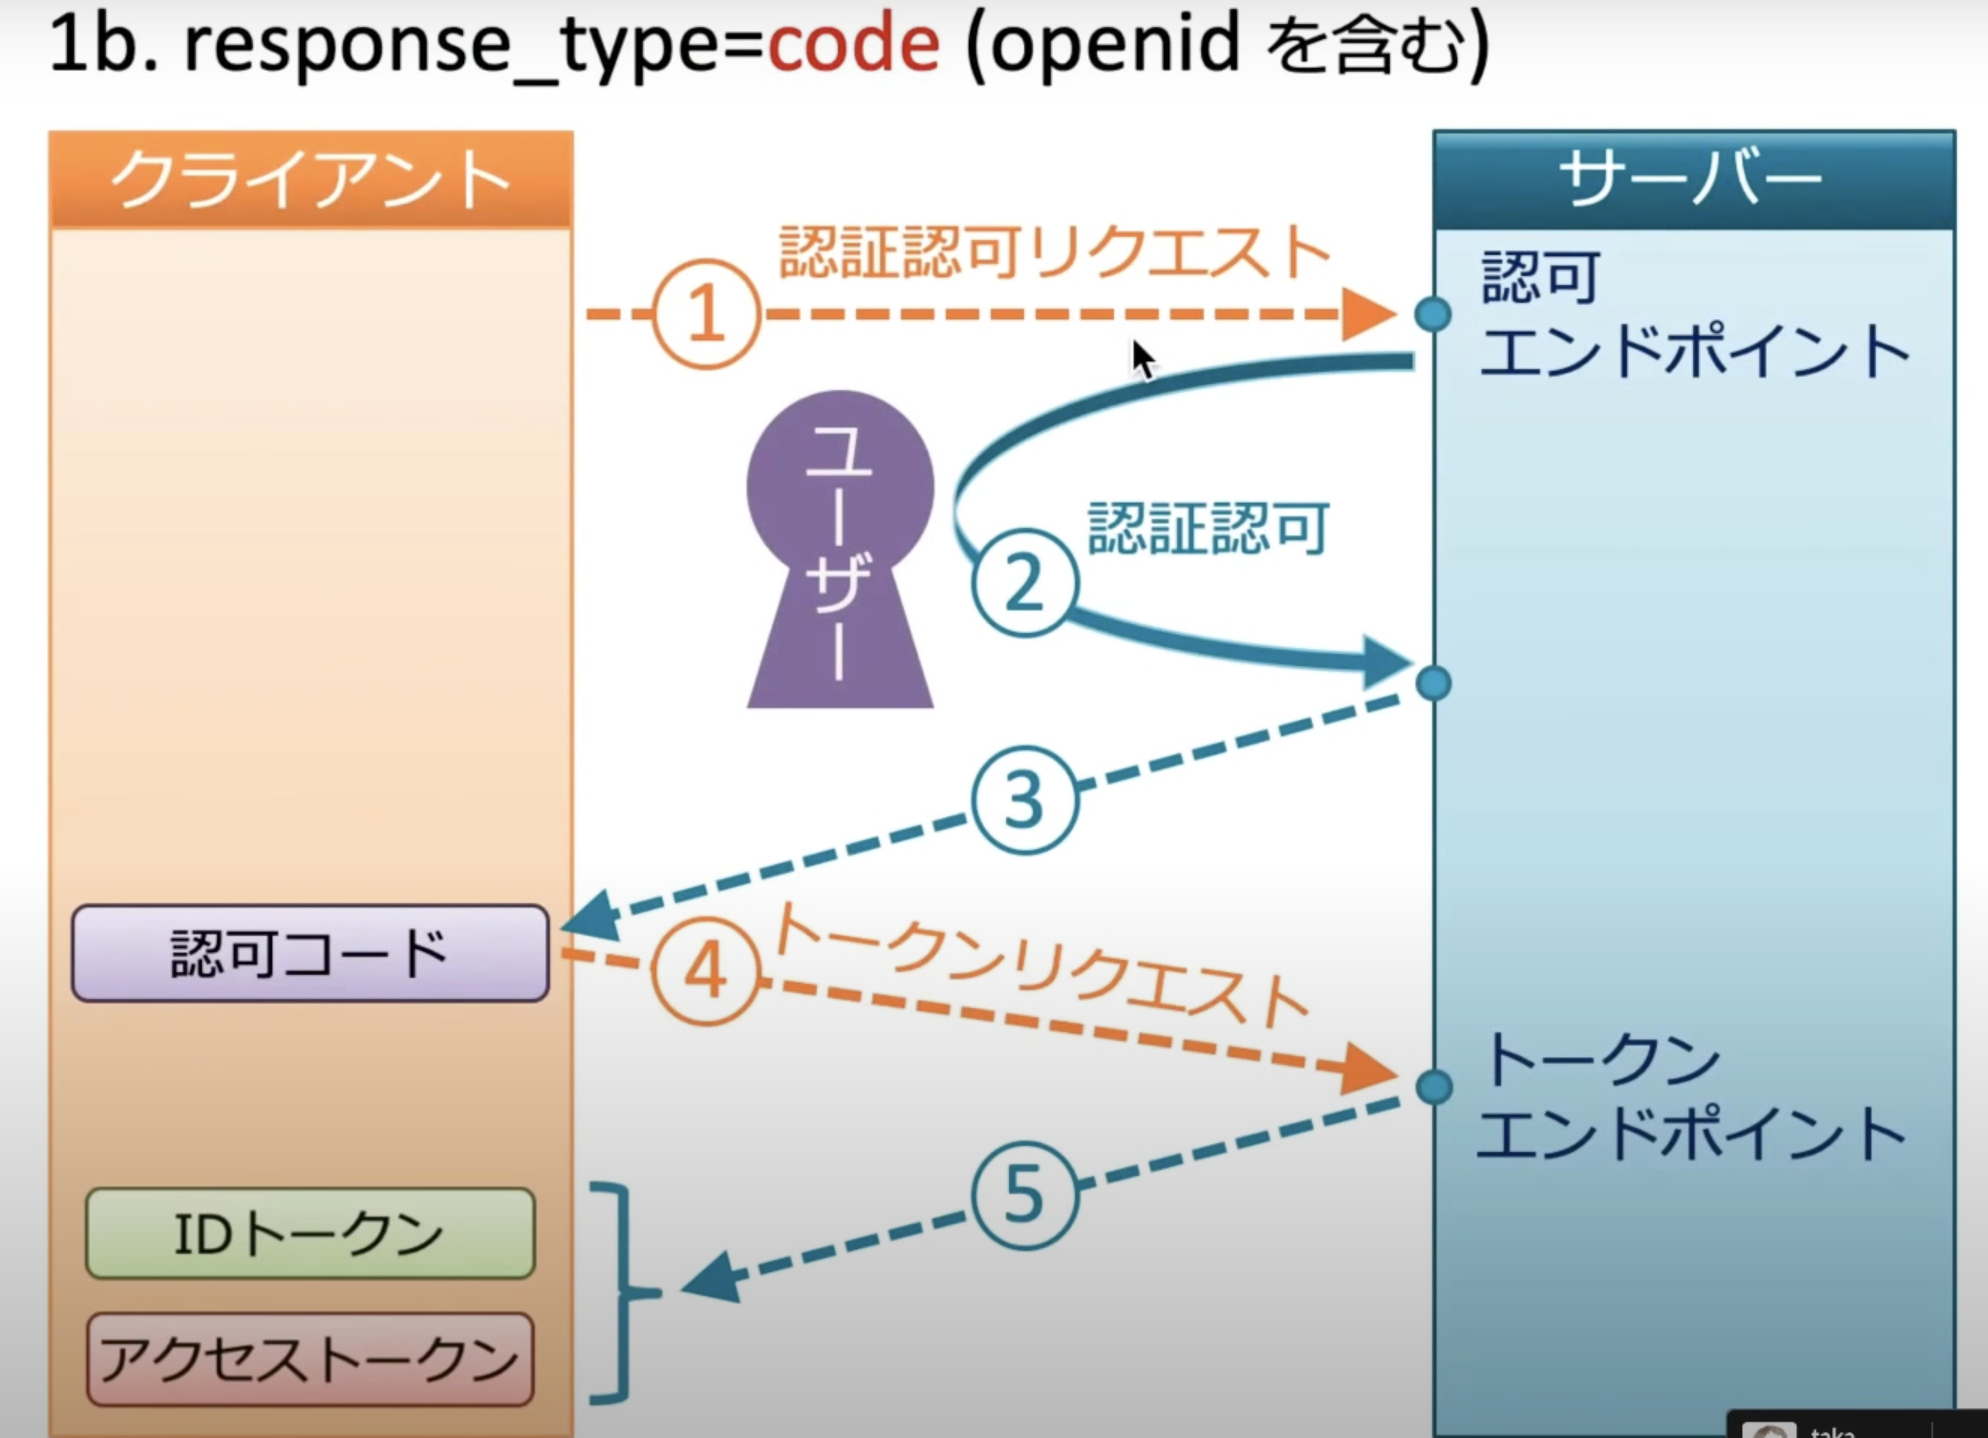 1b. response_type=code (openid を含む)
クライアント
サーバー
認証認可リクエスト
1
認可
エンドポイント
ユーザー
認証認可
2
3
認可コード
4
トークンリクエスト
トークン
エンドポイント
5
IDトークン
アクセストークン
taka